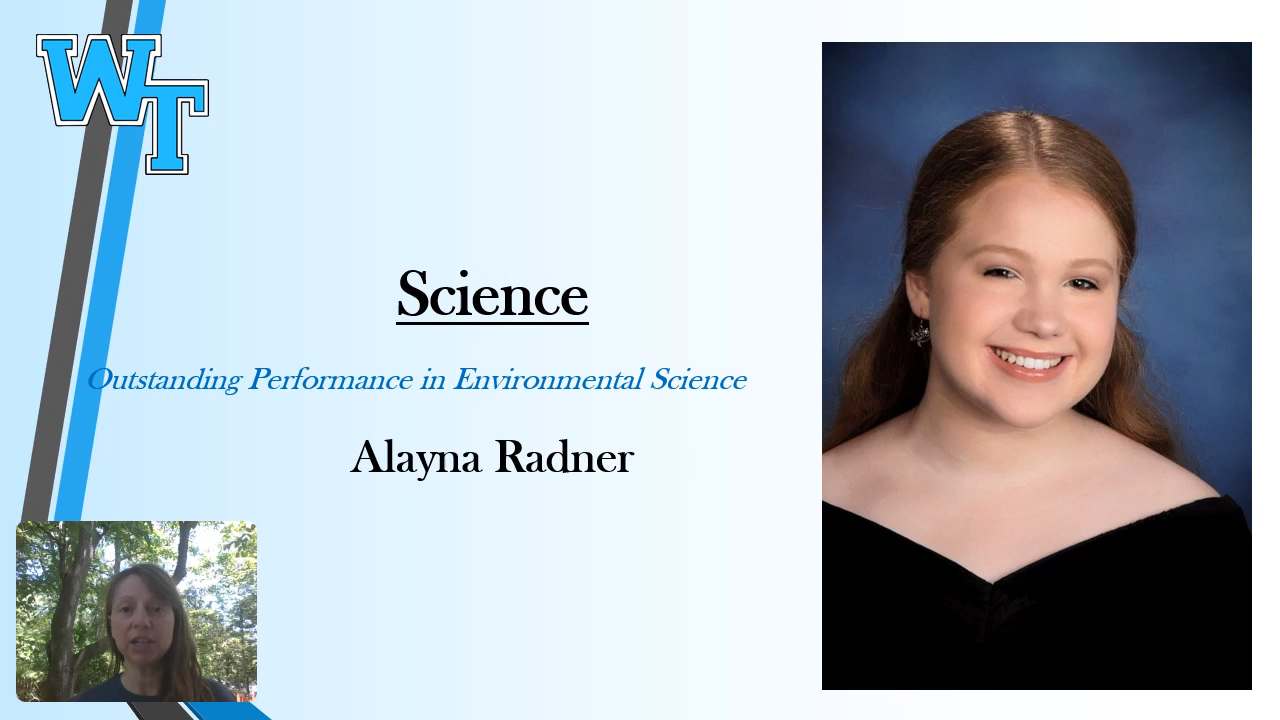 WT
Science
Outstanding Performance in Environmental Science
Alayna Radner